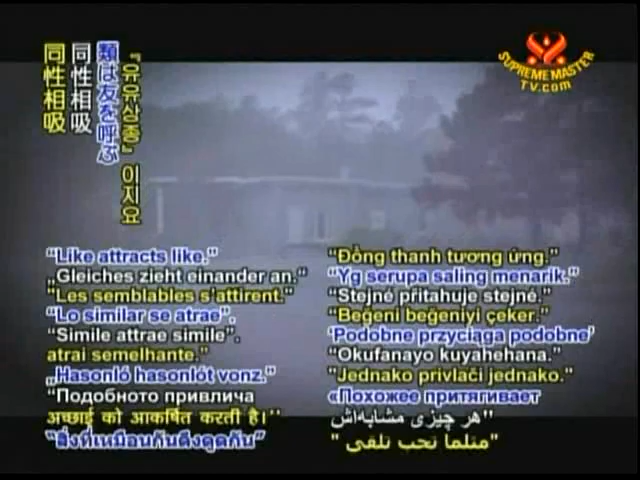 『유유상종』이지요
類は友を呼ぶ
同性相吸
同性相吸
SUPREME MASTER
TV.com
“Like attracts like.”
„Gleiches zieht einander an.“
“Les semblables s'attirent.”
“Lo similar se atrae”.
“Simile attrae simile”.
atrai semelhante.”
„Hasonló hasonlót vonz.”
“Подобното привлича
अच्छाई को आकर्षित करती है।''
“สิ่งที่เหมือนกันดึงดูดกัน”
“Đồng thanh tương ứng.”
“Yg serupa saling menarik.”
“Stejné přitahuje stejné.”
“Beğeni beğeniyi çeker.”
‘Podobne przyciąga podobne’
“Okufanayo kuyahehana.”
“Jednako privlači jednako.”
«Похожее притягивает
"هر چیزی مشابه‌اش
"مثلما تحب تلقى "